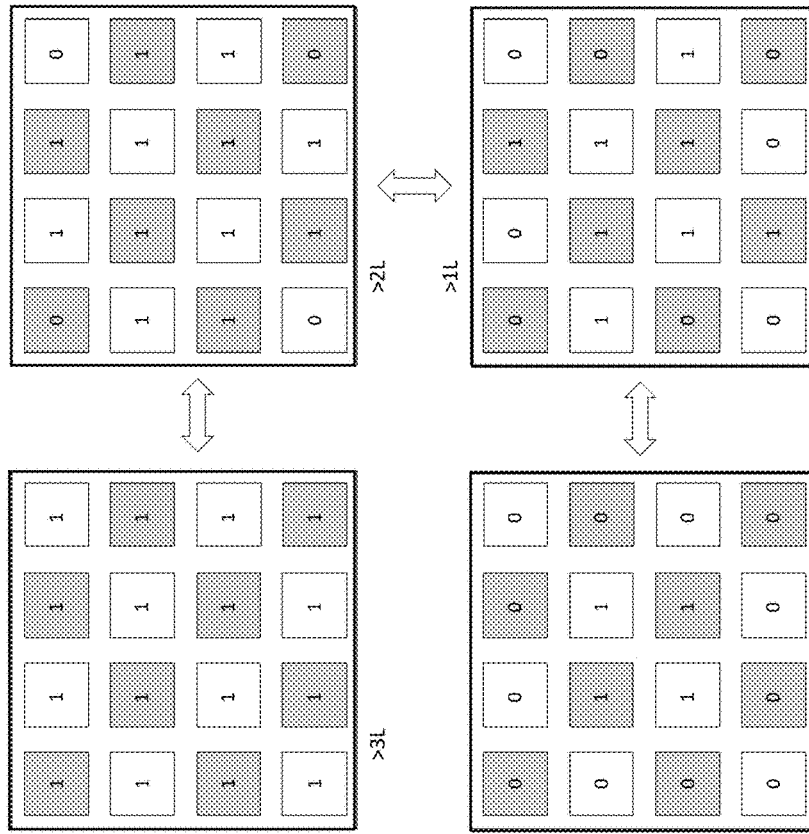 1 1 1 1 0 1 1 0
1 1 1 1 1 1 1 1
1 1 1 1 1 1 1 1
1 1 1 1 0 1 1 0
>3L >2L
>1L
0 0 0 0 0 0 1 0
0 1 1 0 1 1 1 0
0 1 1 0 0 1 1 1
0 0 0 0 0 1 0 0